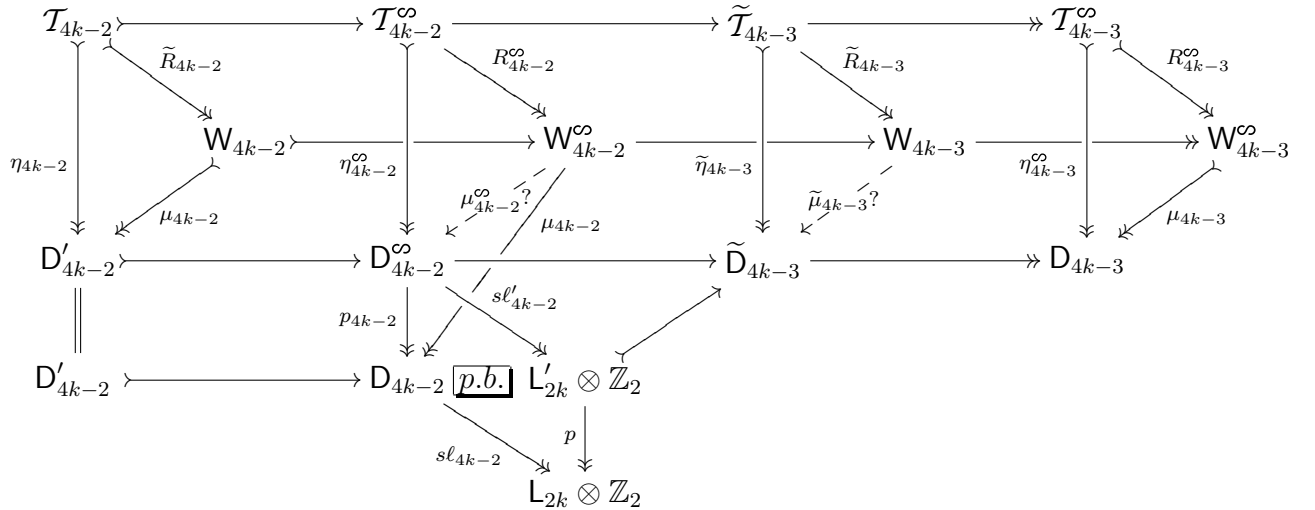 𝒯_{4k−2} 𝒯^∞_{4k−2} 𝒯̃_{4k−3} 𝒯^∞_{4k−3}
R̃_{4k−2} R^∞_{4k−2} R̃_{4k−3} R^∞_{4k−3}
W_{4k−2} W^∞_{4k−2} W_{4k−3} W^∞_{4k−3}
η_{4k−2} η^∞_{4k−2} η̃_{4k−3} η^∞_{4k−3}
μ_{4k−2} μ^∞_{4k−2}? μ_{4k−2} μ̃_{4k−3}? μ_{4k−3}
D′_{4k−2} D^∞_{4k−2} D̃_{4k−3} D_{4k−3}
p_{4k−2} sℓ′_{4k−2}
D′_{4k−2} D_{4k−2} p.b. L′_{2k} ⊗ ℤ_2
sℓ_{4k−2} p
L_{2k} ⊗ ℤ_2